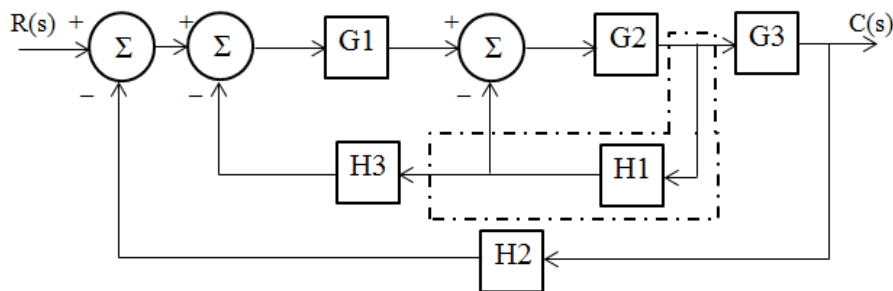 R(s) + Σ + Σ G1 + Σ G2 G3 C(s)
− − −
H3 H1
H2